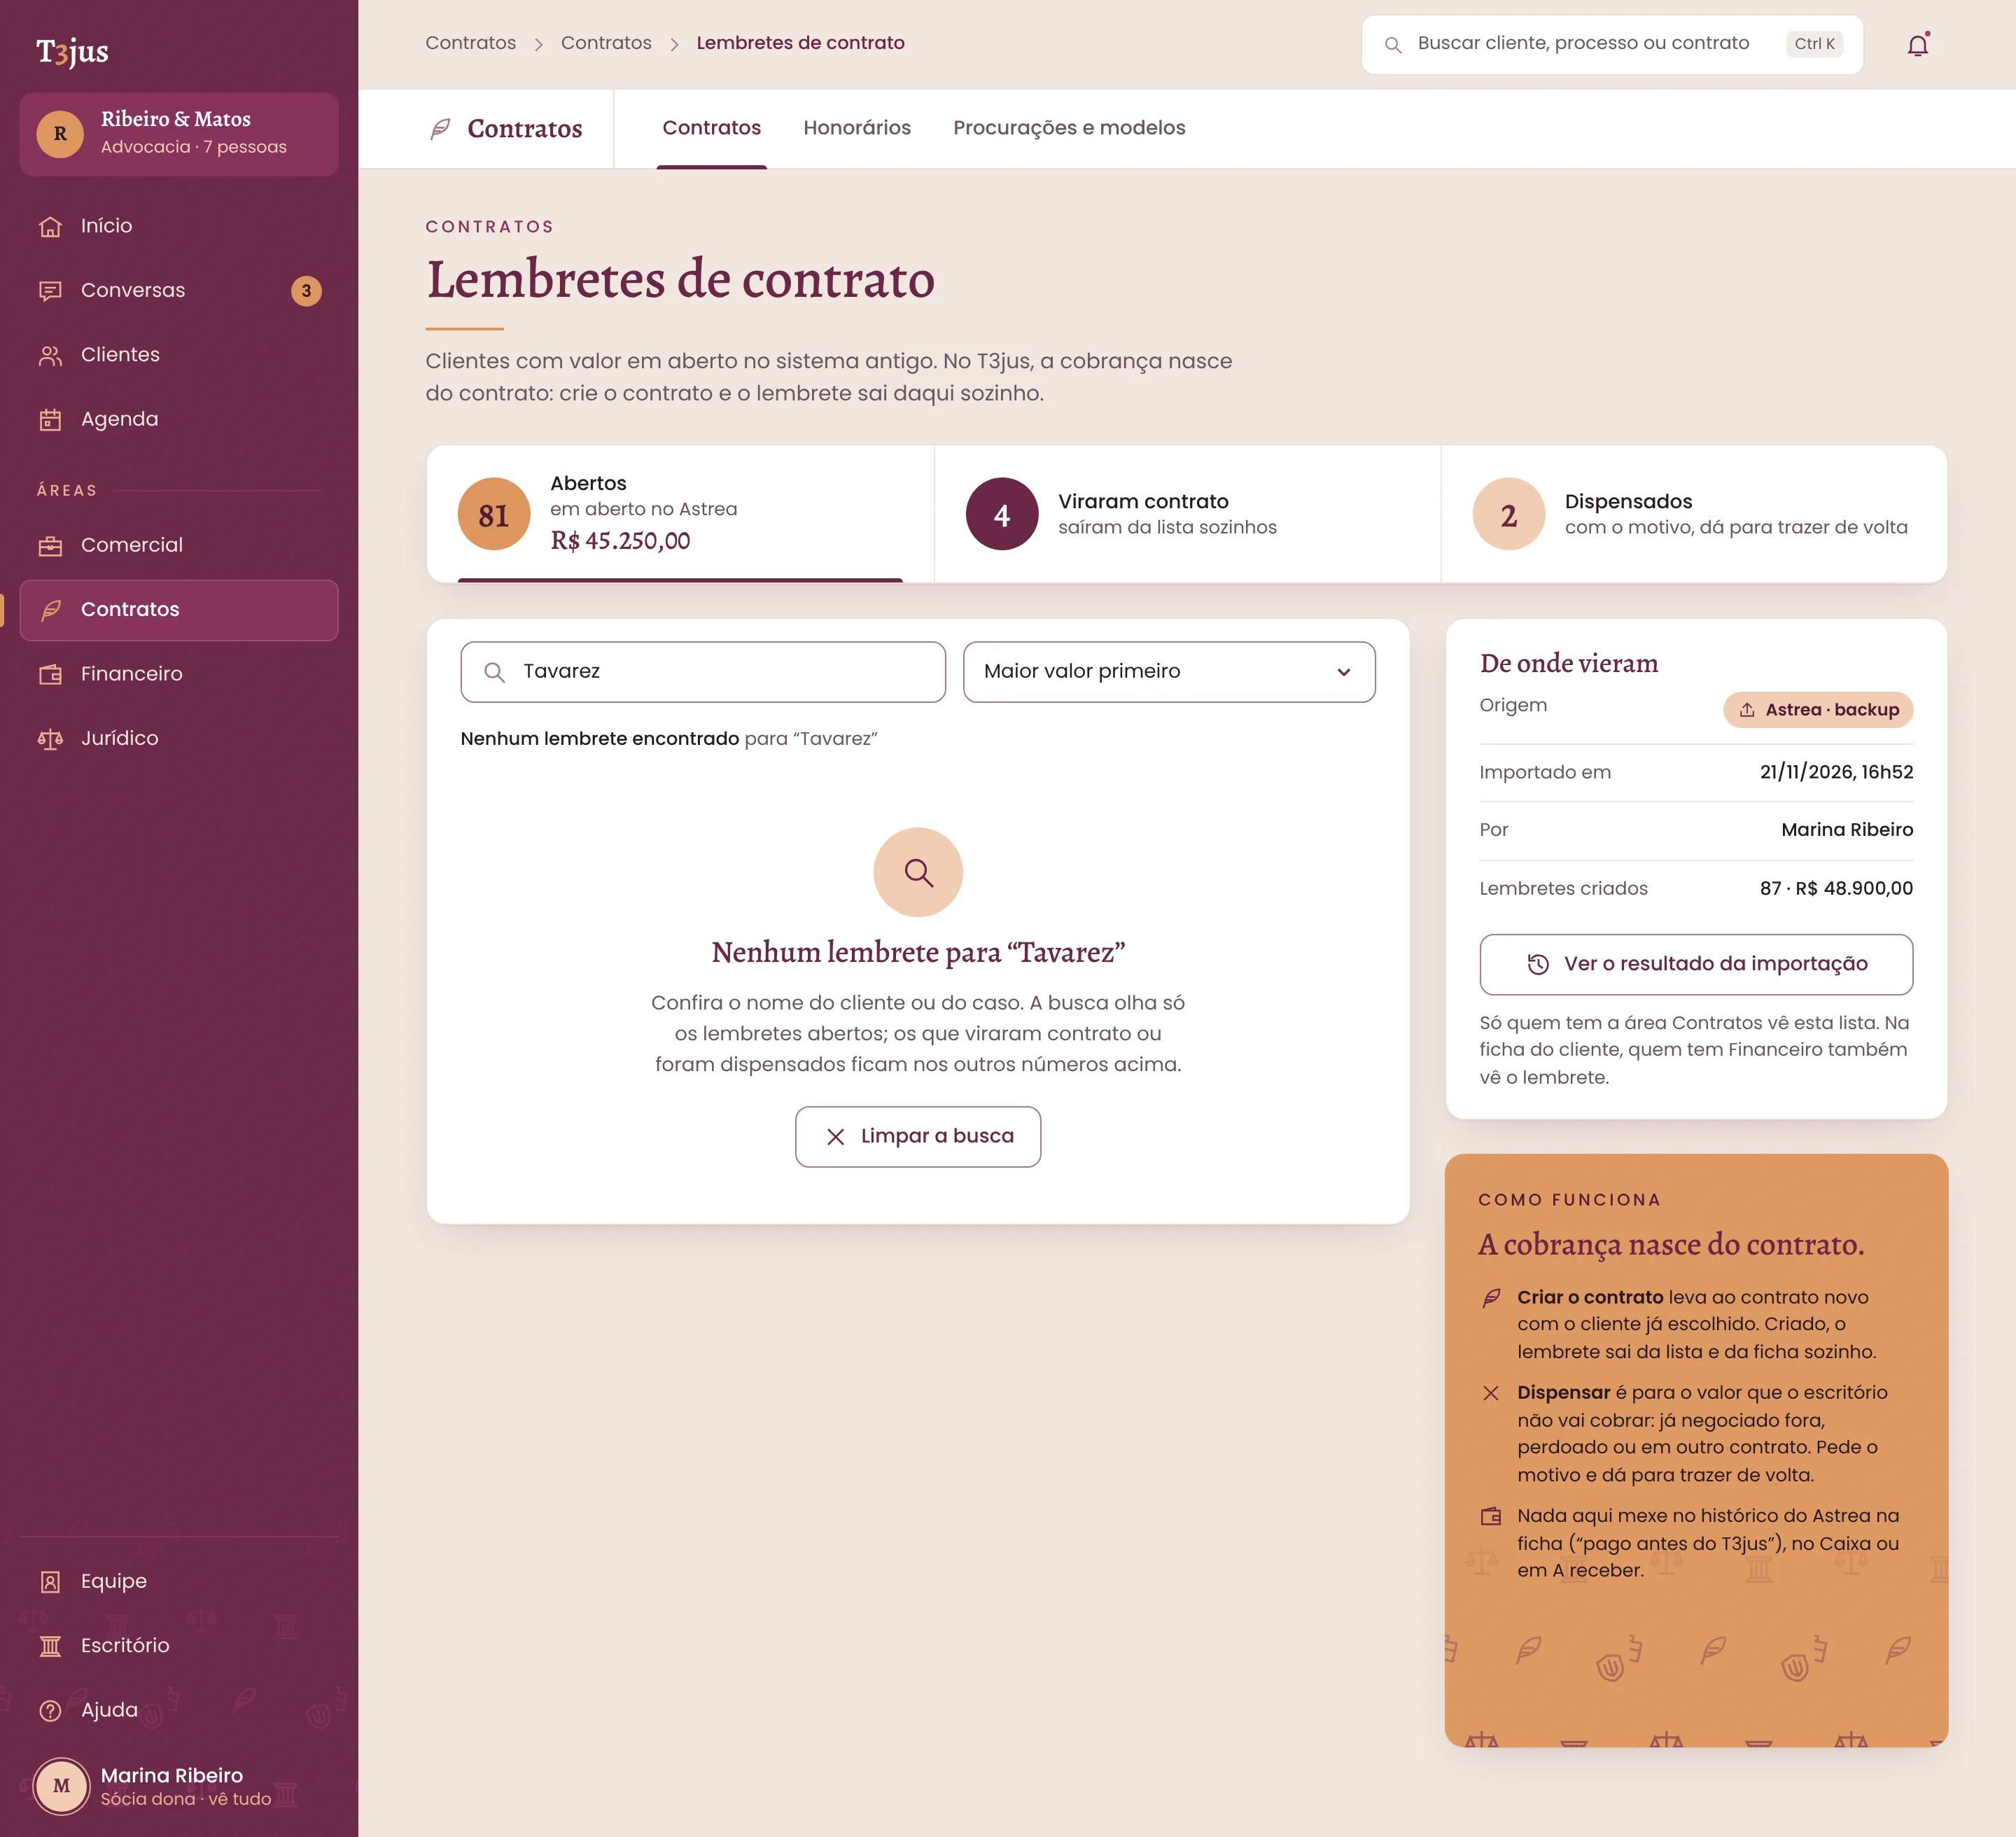 T3jus
R
Ribeiro & Matos
Advocacia · 7 pessoas
Início
Conversas
3
Clientes
Agenda
ÁREAS
Comercial
Contratos
Financeiro
Jurídico
Equipe
Escritório
Ajuda
M
Marina Ribeiro
Sócia dona · vê tudo
Contratos
Contratos
Lembretes de contrato
Buscar cliente, processo ou contrato
Ctrl K
Contratos
Contratos
Honorários
Procurações e modelos
CONTRATOS
Lembretes de contrato
Clientes com valor em aberto no sistema antigo. No T3jus, a cobrança nasce
do contrato: crie o contrato e o lembrete sai daqui sozinho.
81
Abertos
em aberto no Astrea
R$ 45.250,00
4
Viraram contrato
saíram da lista sozinhos
2
Dispensados
com o motivo, dá para trazer de volta
Tavarez
Maior valor primeiro
Nenhum lembrete encontrado para “Tavarez”
Nenhum lembrete para “Tavarez”
Confira o nome do cliente ou do caso. A busca olha só
os lembretes abertos; os que viraram contrato ou
foram dispensados ficam nos outros números acima.
Limpar a busca
De onde vieram
Origem
Astrea · backup
Importado em
21/11/2026, 16h52
Por
Marina Ribeiro
Lembretes criados
87 · R$ 48.900,00
Ver o resultado da importação
Só quem tem a área Contratos vê esta lista. Na
ficha do cliente, quem tem Financeiro também
vê o lembrete.
COMO FUNCIONA
A cobrança nasce do contrato.
Criar o contrato leva ao contrato novo
com o cliente já escolhido. Criado, o
lembrete sai da lista e da ficha sozinho.
Dispensar é para o valor que o escritório
não vai cobrar: já negociado fora,
perdoado ou em outro contrato. Pede o
motivo e dá para trazer de volta.
Nada aqui mexe no histórico do Astrea na
ficha (“pago antes do T3jus”), no Caixa ou
em A receber.